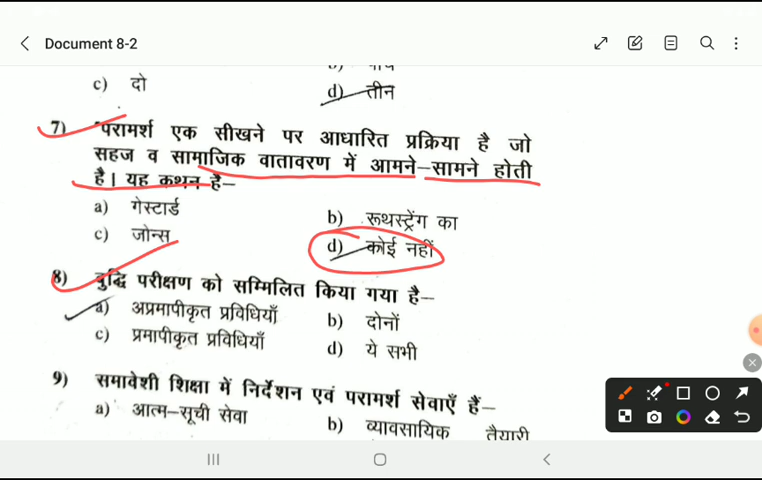 Document 8-2
c) दो
d) तीन
7) परामर्श एक सीखने पर आधारित प्रक्रिया है जो
सहज व सामाजिक वातावरण में आमने-सामने होती
है। यह कथन है-
a) गेस्टार्ड
b) रूथस्ट्रेंग का
c) जोन्स
d) कोई नहीं
8) बुद्धि परीक्षण को सम्मिलित किया गया है-
a) अप्रमापीकृत प्रविधियाँ
b) दोनों
c) प्रमापीकृत प्रविधियाँ
d) ये सभी
9) समावेशी शिक्षा में निर्देशन एवं परामर्श सेवाएँ हैं-
a) आत्म-सूची सेवा
b) व्यावसायिक तैयारी